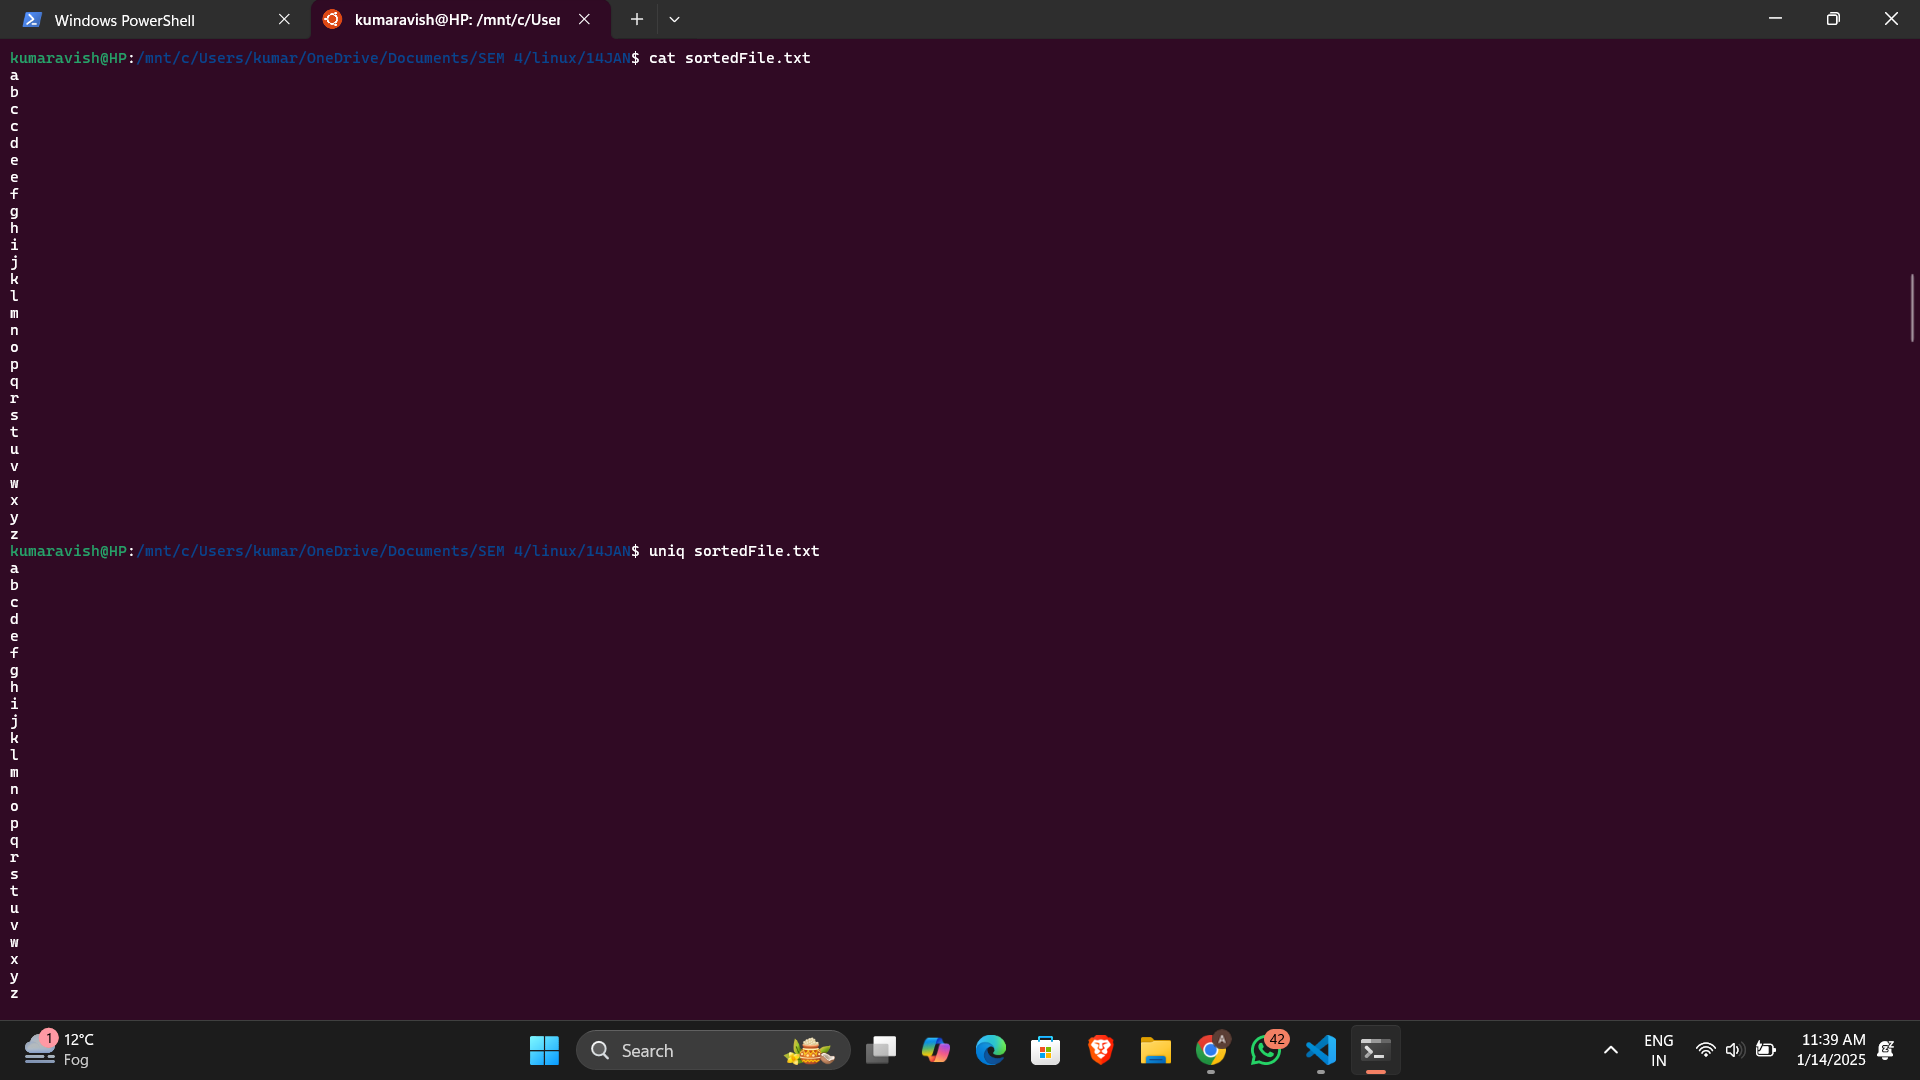 Windows PowerShell
kumaravish@HP: /mnt/c/User
kumaravish@HP:/mnt/c/Users/kumar/OneDrive/Documents/SEM 4/linux/14JAN$ cat sortedFile.txt
a
b
c
c
d
e
e
f
g
h
i
j
k
l
m
n
o
p
q
r
s
t
u
v
w
x
y
z
kumaravish@HP:/mnt/c/Users/kumar/OneDrive/Documents/SEM 4/linux/14JAN$ uniq sortedFile.txt
a
b
c
d
e
f
g
h
i
j
k
l
m
n
o
p
q
r
s
t
u
v
w
x
y
z
1
12°C
Fog
Search
A
42
ENG
IN
11:39 AM
1/14/2025